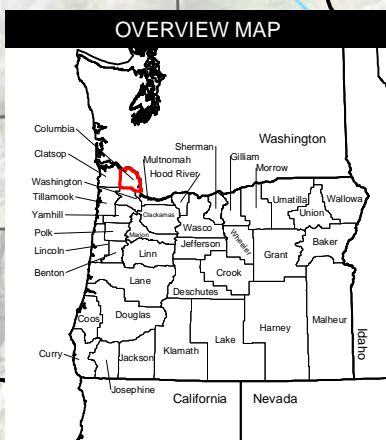 OVERVIEW MAP
Columbia
Clatsop
Washington
Tillamook
Yamhill
Polk
Lincoln
Benton
Multnomah
Hood River
Sherman
Gilliam
Morrow
Washington
Umatilla
Wallowa
Union
Clackamas
Marion
Wasco
Wheeler
Jefferson
Linn
Grant
Baker
Crook
Lane
Deschutes
Coos
Douglas
Malheur
Harney
Lake
Klamath
Curry
Jackson
Josephine
Idaho
California
Nevada